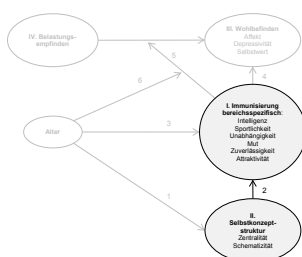 IV. Belastungs-
empfinden
III. Wohlbefinden
Affekt
Depressivität
Selbstwert
5
6
4
I. Immunisierung
bereichsspezifisch:
Intelligenz
Sportlichkeit
Unabhängigkeit
Mut
Zuverlässigkeit
Attraktivität
Alter
3
2
1
II.
Selbstkonzept-
struktur
Zentralität
Schematizität